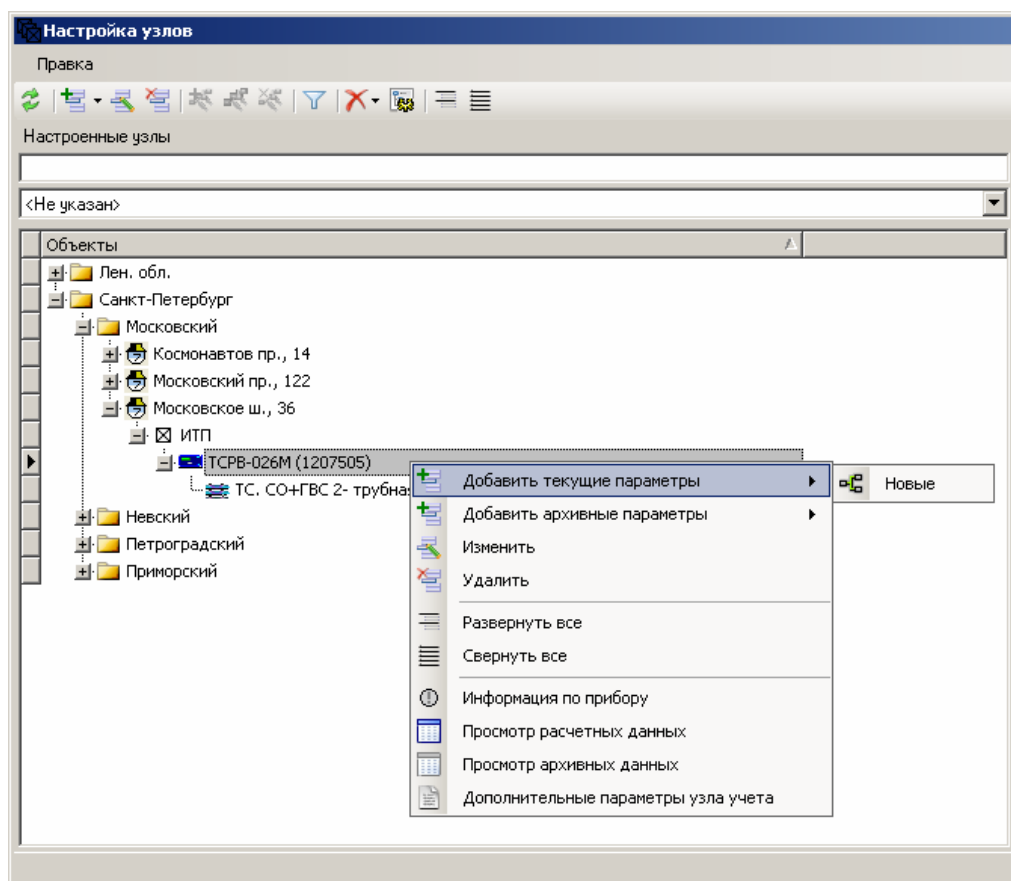 Настройка узлов
Правка
Настроенные узлы
<Не указан>
Объекты
Лен. обл.
Санкт-Петербург
Московский
Космонавтов пр., 14
Московский пр., 122
Московское ш., 36
ИТП
ТСРВ-026М (1207505)
ТС. СО+ГВС 2- трубная
Невский
Петроградский
Приморский
Добавить текущие параметры
Новые
Добавить архивные параметры
Изменить
Удалить
Развернуть все
Свернуть все
Информация по прибору
Просмотр расчетных данных
Просмотр архивных данных
Дополнительные параметры узла учета